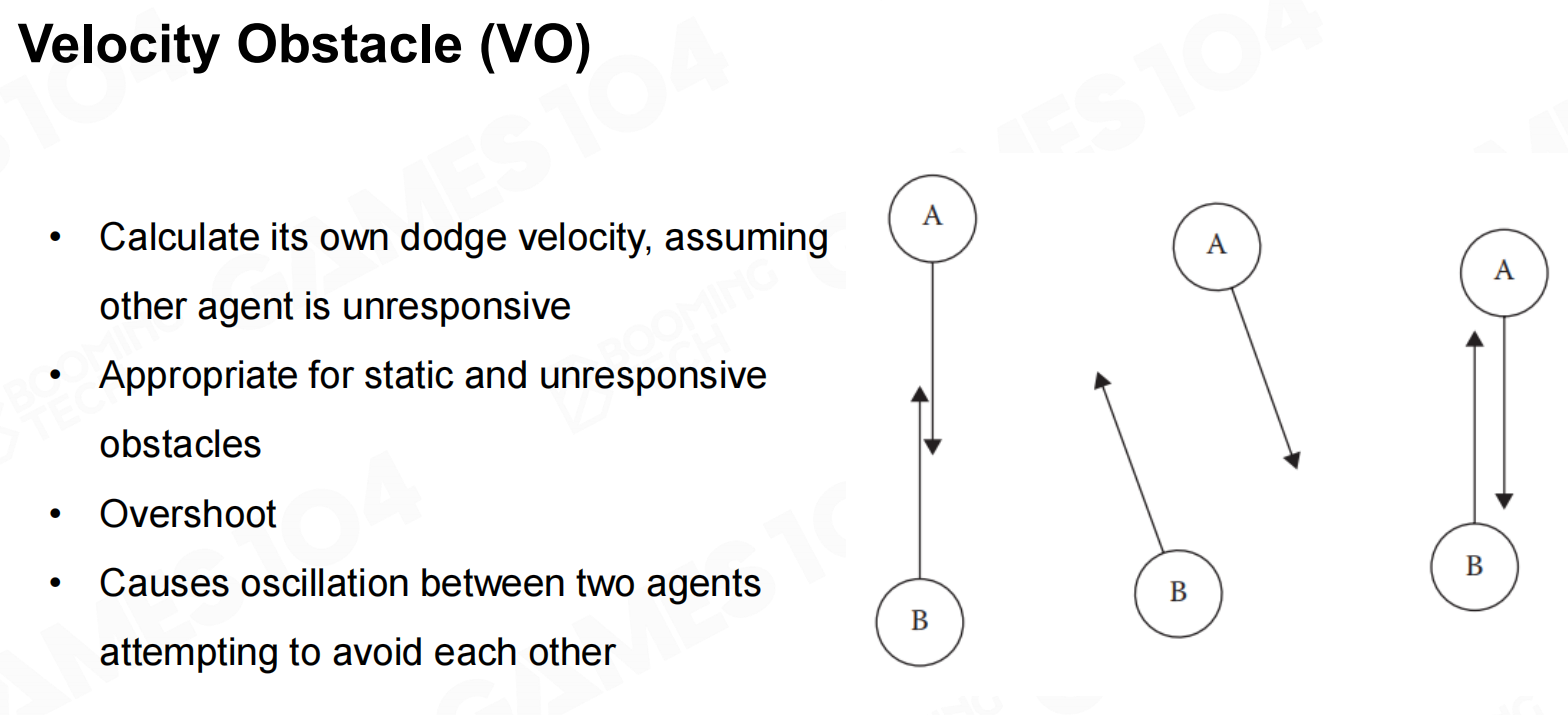 Velocity Obstacle (VO)
• Calculate its own dodge velocity, assuming
other agent is unresponsive
• Appropriate for static and unresponsive
obstacles
• Overshoot
• Causes oscillation between two agents
attempting to avoid each other
A
B
A
B
A
B
GAMES104
BOOMING
TECH